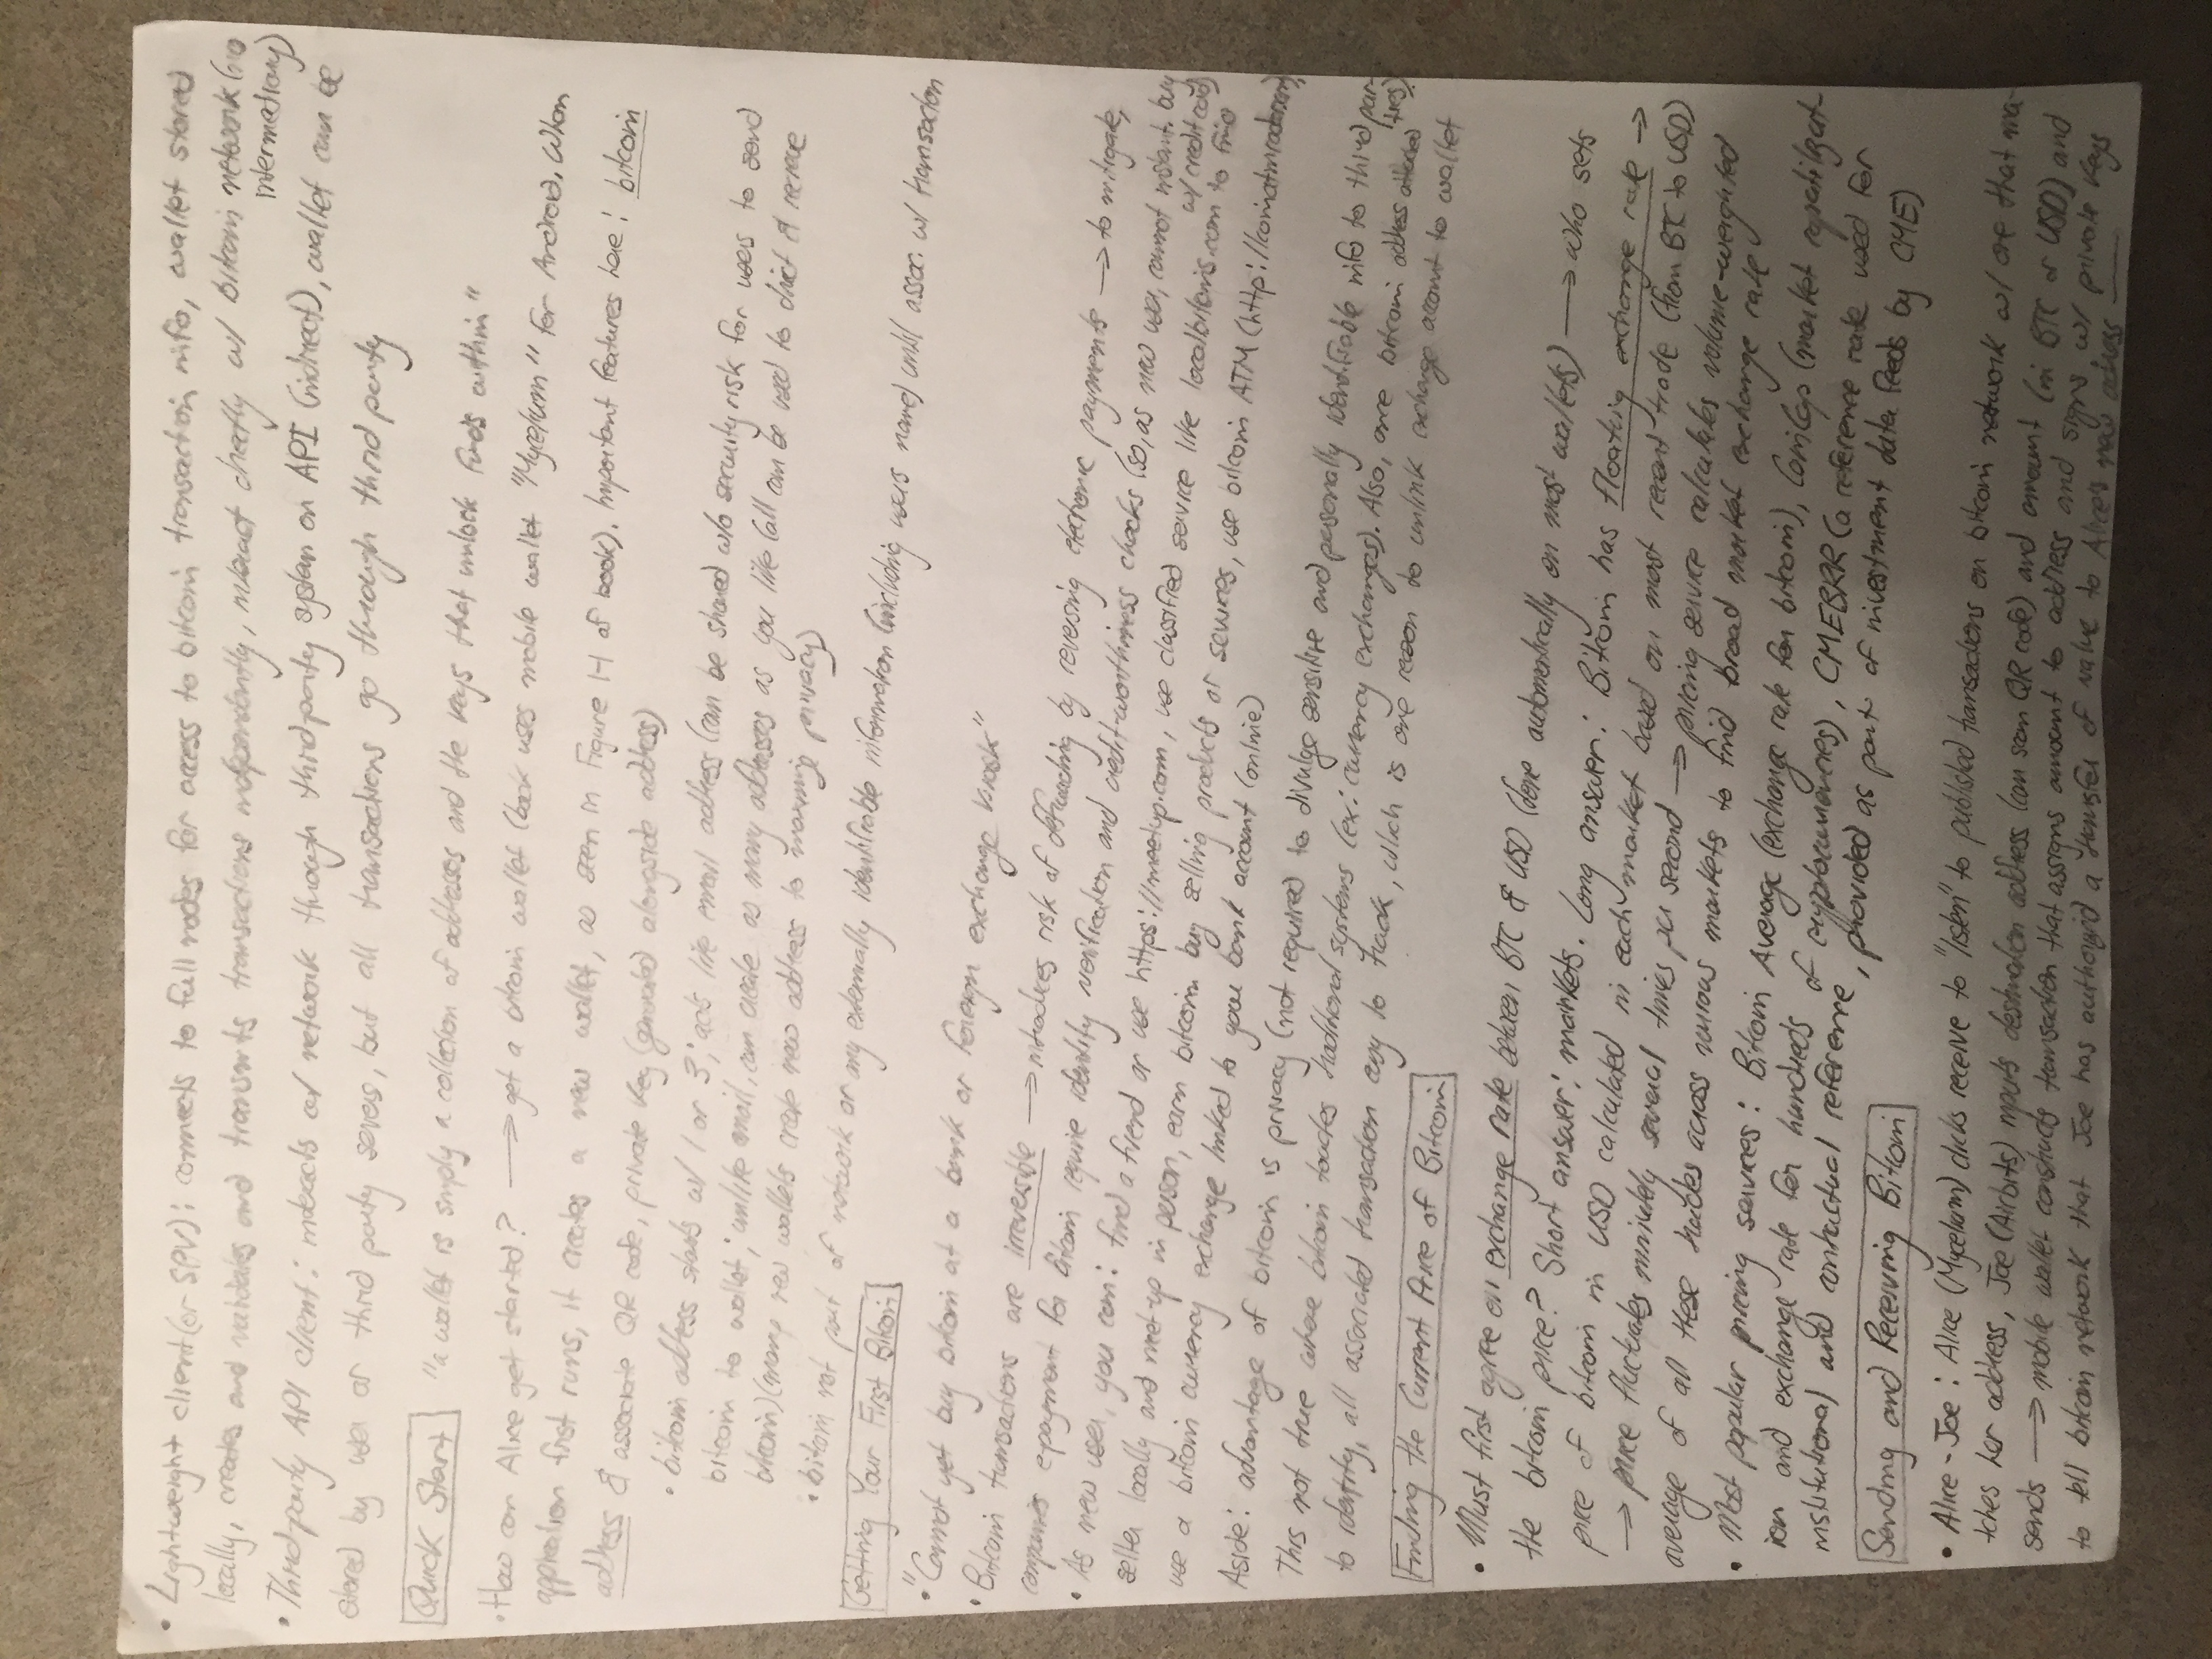 • Lightweight client (or SPV): connects to full nodes for access to bitcoin transaction info, wallet stored
locally, creates and validates and transmits transactions independently, interact directly w/ bitcoin network (no
intermediary)
• Third party API client: interacts w/ network through third party system on API (indirect), wallet can be
stored by user or third party servers, but all transactions go through third party
Quick Start
"a wallet is simply a collection of addresses and the keys that unlock funds within"
• How can Alice get started? → get a bitcoin wallet (book uses mobile wallet "Mycelium" for Android, when
application first runs, it creates a new wallet, as seen in Figure 1-1 of book). Important features here: bitcoin
address & associate QR code, private key (generated alongside address)
• bitcoin address starts w/ 1 or 3; acts like email address (can be shared w/o security risk for users to send
bitcoin to wallet; unlike email, can create as many addresses as you like (all can be used to direct & receive
bitcoin) (many new wallets create new address to maximize privacy)
• bitcoin not part of network or any externally identifiable information (including users name) until assoc. w/ transaction
Getting Your First Bitcoin
• "Cannot yet buy bitcoin at a bank or foreign exchange kiosk"
• Bitcoin transactions are irreversible → introduces risk of defrauding by reversing electronic payments → to mitigate,
companies epayment for bitcoin require identity verification and credit-worthiness checks (so, as new user, cannot instant. buy
w/ credit card)
• As new user, you can: find a friend or use https://meetup.com, use classified service like localbitcoins.com to find
seller locally and met-up in person, earn bitcoin buy selling products or services, use bitcoin ATM (http://coinatmradar.com),
use a bitcoin currency exchange linked to your bank account (online)
Aside: advantage of bitcoin is privacy (not required to divulge sensitive and personally identifiable info to third par-
ties).
This not true where bitcoin touches traditional systems (ex: currency exchanges). Also, once bitcoin address attached
to identity, all associated transaction easy to track, which is one reason to unlink exchange account to wallet
Finding the Current Price of Bitcoin
• Must first agree on exchange rate between BTC & USD (done automatically on most wallets) → who sets
the bitcoin price? Short answer: markets. Long answer: Bitcoin has floating exchange rate →
price of bitcoin in USD calculated in each market based on most recent trade (from BTC to USD)
→ price fluctuates minutely several times per second → pricing service calculates volume-weighted
average of all these trades across various markets to find broad market exchange rate
• Most popular pricing services: Bitcoin Average (exchange rate for bitcoin), CoinCap (market capitilizat-
ion and exchange rate for hundreds of cryptocurrencies), CMEBRR (a reference rate used for
institutional and contractual reference, provided as part of investment data feeds by CME)
Sending and Receiving Bitcoin
• Alice - Joe: Alice (Mycelium) clicks receive to "listen" to published transactions on bitcoin network w/ one that ma-
tches her address, Joe (Airbitz) inputs destination address (can scan QR code) and amount (in BTC or USD) and
sends → mobile wallet constructs transaction that assigns amount to address and signs w/ private keys
to tell bitcoin network that Joe has authorized a transfer of value to Alice's new address